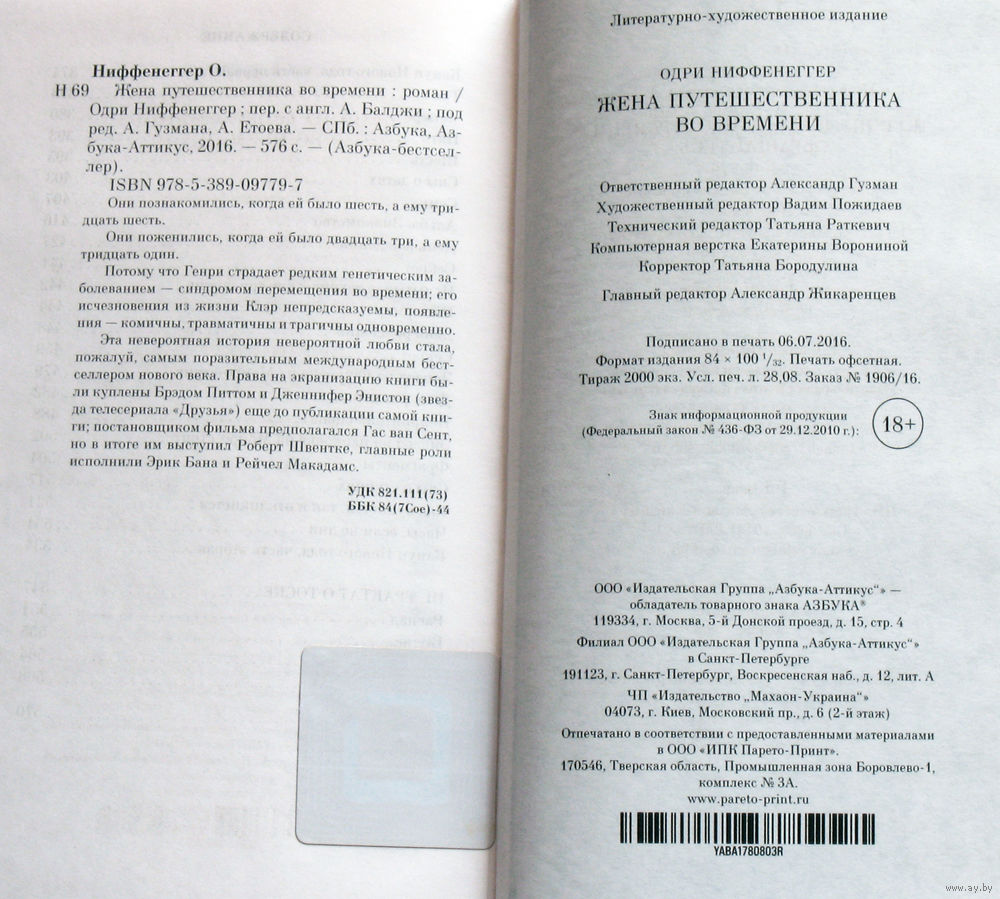 Ниффенеггер О.
Н 69 Жена путешественника во времени : роман /
Одри Ниффенеггер ; пер. с англ. А. Балджи ; под
ред. А. Гузмана, А. Етоева. — СПб. : Азбука, Аз-
бука-Аттикус, 2016. — 576 с. — (Азбука-бестсел-
лер).
ISBN 978-5-389-09779-7
Они познакомились, когда ей было шесть, а ему три-
дцать шесть.
Они поженились, когда ей было двадцать три, а ему
тридцать один.
Потому что Генри страдает редким генетическим за-
болеванием — синдромом перемещения во времени; его
исчезновения из жизни Клэр непредсказуемы, появле-
ния — комичны, травматичны и трагичны одновременно.
Эта невероятная история невероятной любви стала,
пожалуй, самым поразительным международным бест-
селлером нового века. Права на экранизацию книги бы-
ли куплены Брэдом Питтом и Дженнифер Энистон (звез-
да телесериала «Друзья») еще до публикации самой кни-
ги; постановщиком фильма предполагался Гас ван Сент,
но в итоге им выступил Роберт Швентке, главные роли
исполнили Эрик Бана и Рейчел Макадамс.
УДК 821.111(73)
ББК 84(7Сое)-44
Литературно-художественное издание
ОДРИ НИФФЕНЕГГЕР
ЖЕНА ПУТЕШЕСТВЕННИКА
ВО ВРЕМЕНИ
Ответственный редактор Александр Гузман
Художественный редактор Вадим Пожидаев
Технический редактор Татьяна Раткевич
Компьютерная верстка Екатерины Ворониной
Корректор Татьяна Бородулина
Главный редактор Александр Жикаренцев
Подписано в печать 06.07.2016.
Формат издания 84 × 100 1/32. Печать офсетная.
Тираж 2000 экз. Усл. печ. л. 28,08. Заказ № 1906/16.
Знак информационной продукции
(Федеральный закон № 436-ФЗ от 29.12.2010 г.):
18+
ООО «Издательская Группа „Азбука-Аттикус“» —
обладатель товарного знака АЗБУКА®
119334, г. Москва, 5-й Донской проезд, д. 15, стр. 4
Филиал ООО «Издательская Группа „Азбука-Аттикус“»
в Санкт-Петербурге
191123, г. Санкт-Петербург, Воскресенская наб., д. 12, лит. А
ЧП «Издательство „Махаон-Украина“»
04073, г. Киев, Московский пр., д. 6 (2-й этаж)
Отпечатано в соответствии с предоставленными материалами
в ООО «ИПК Парето-Принт».
170546, Тверская область, Промышленная зона Боровлево-1,
комплекс № 3А.
www.pareto-print.ru
YABA1780803R
www.ay.by